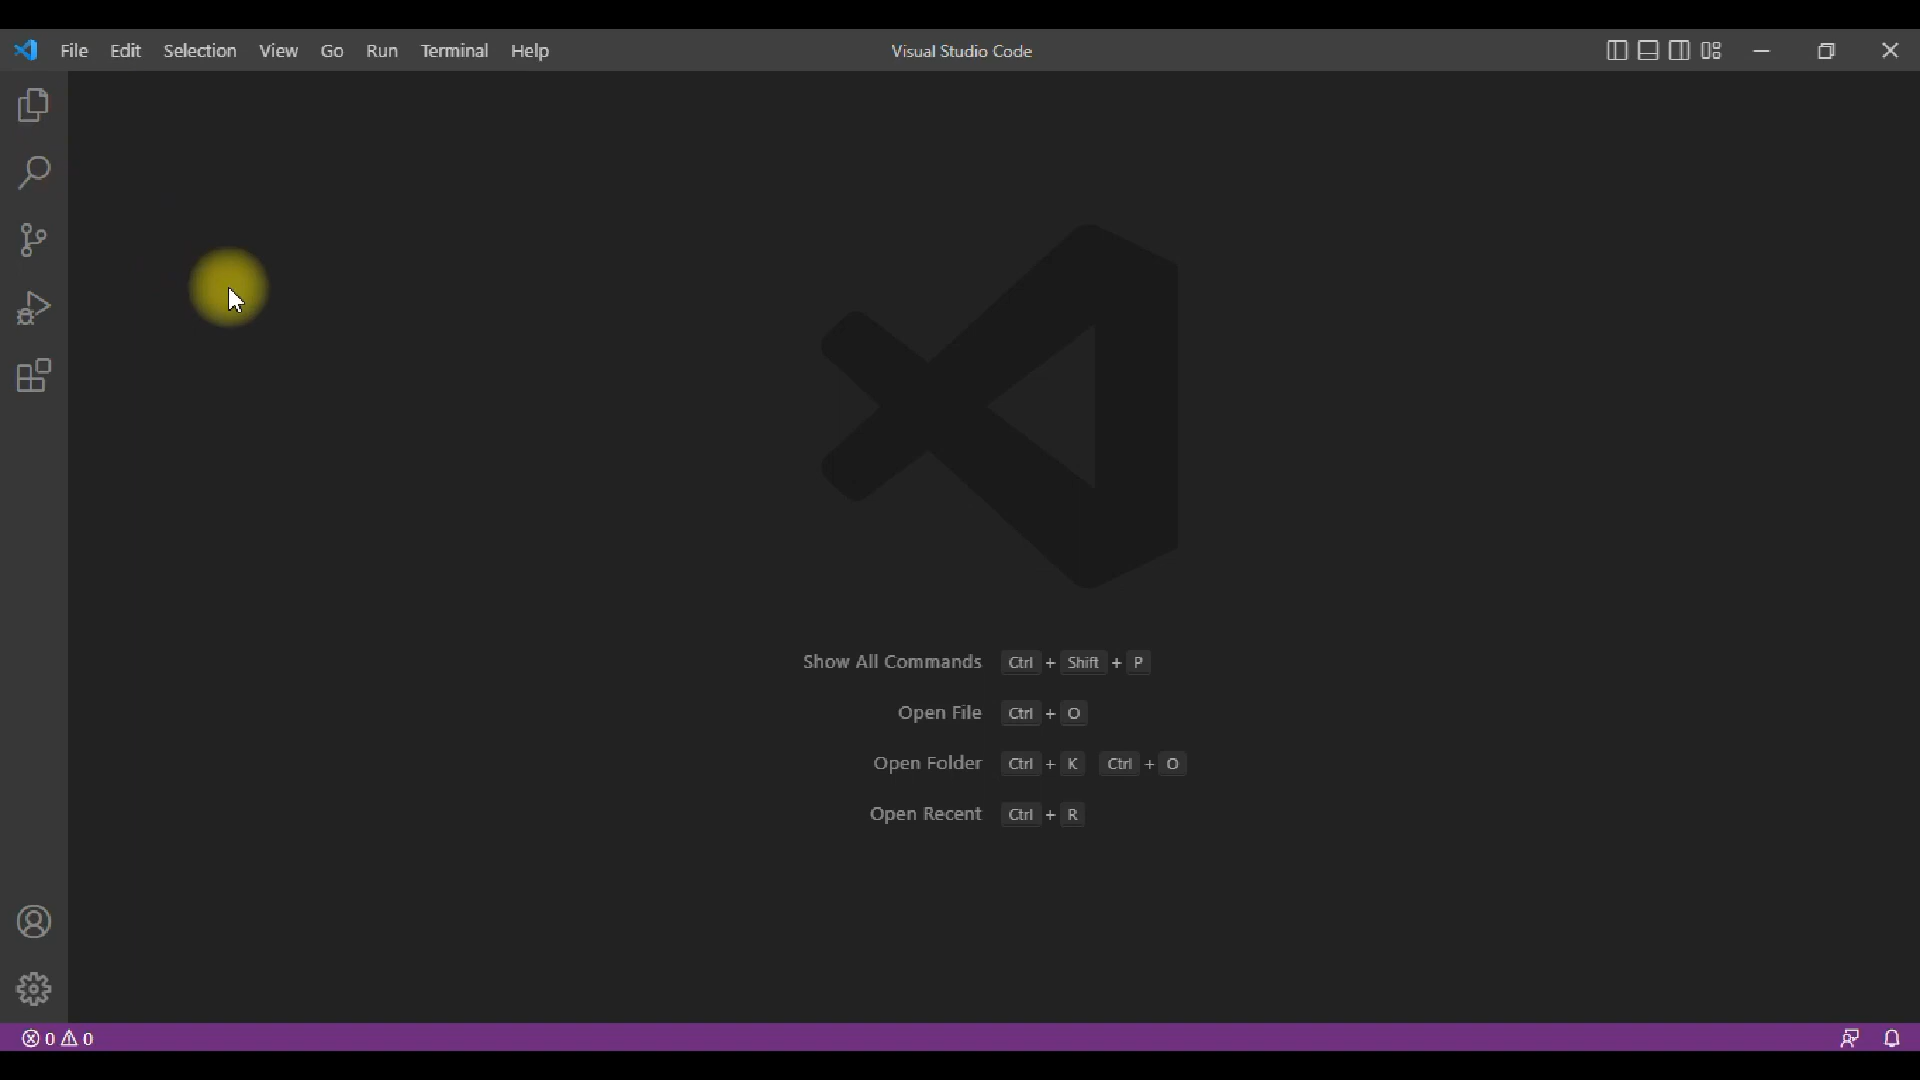 File Edit Selection View Go Run Terminal Help Visual Studio Code
Show All Commands Ctrl + Shift + P
Open File Ctrl + O
Open Folder Ctrl + K Ctrl + O
Open Recent Ctrl + R
0 0